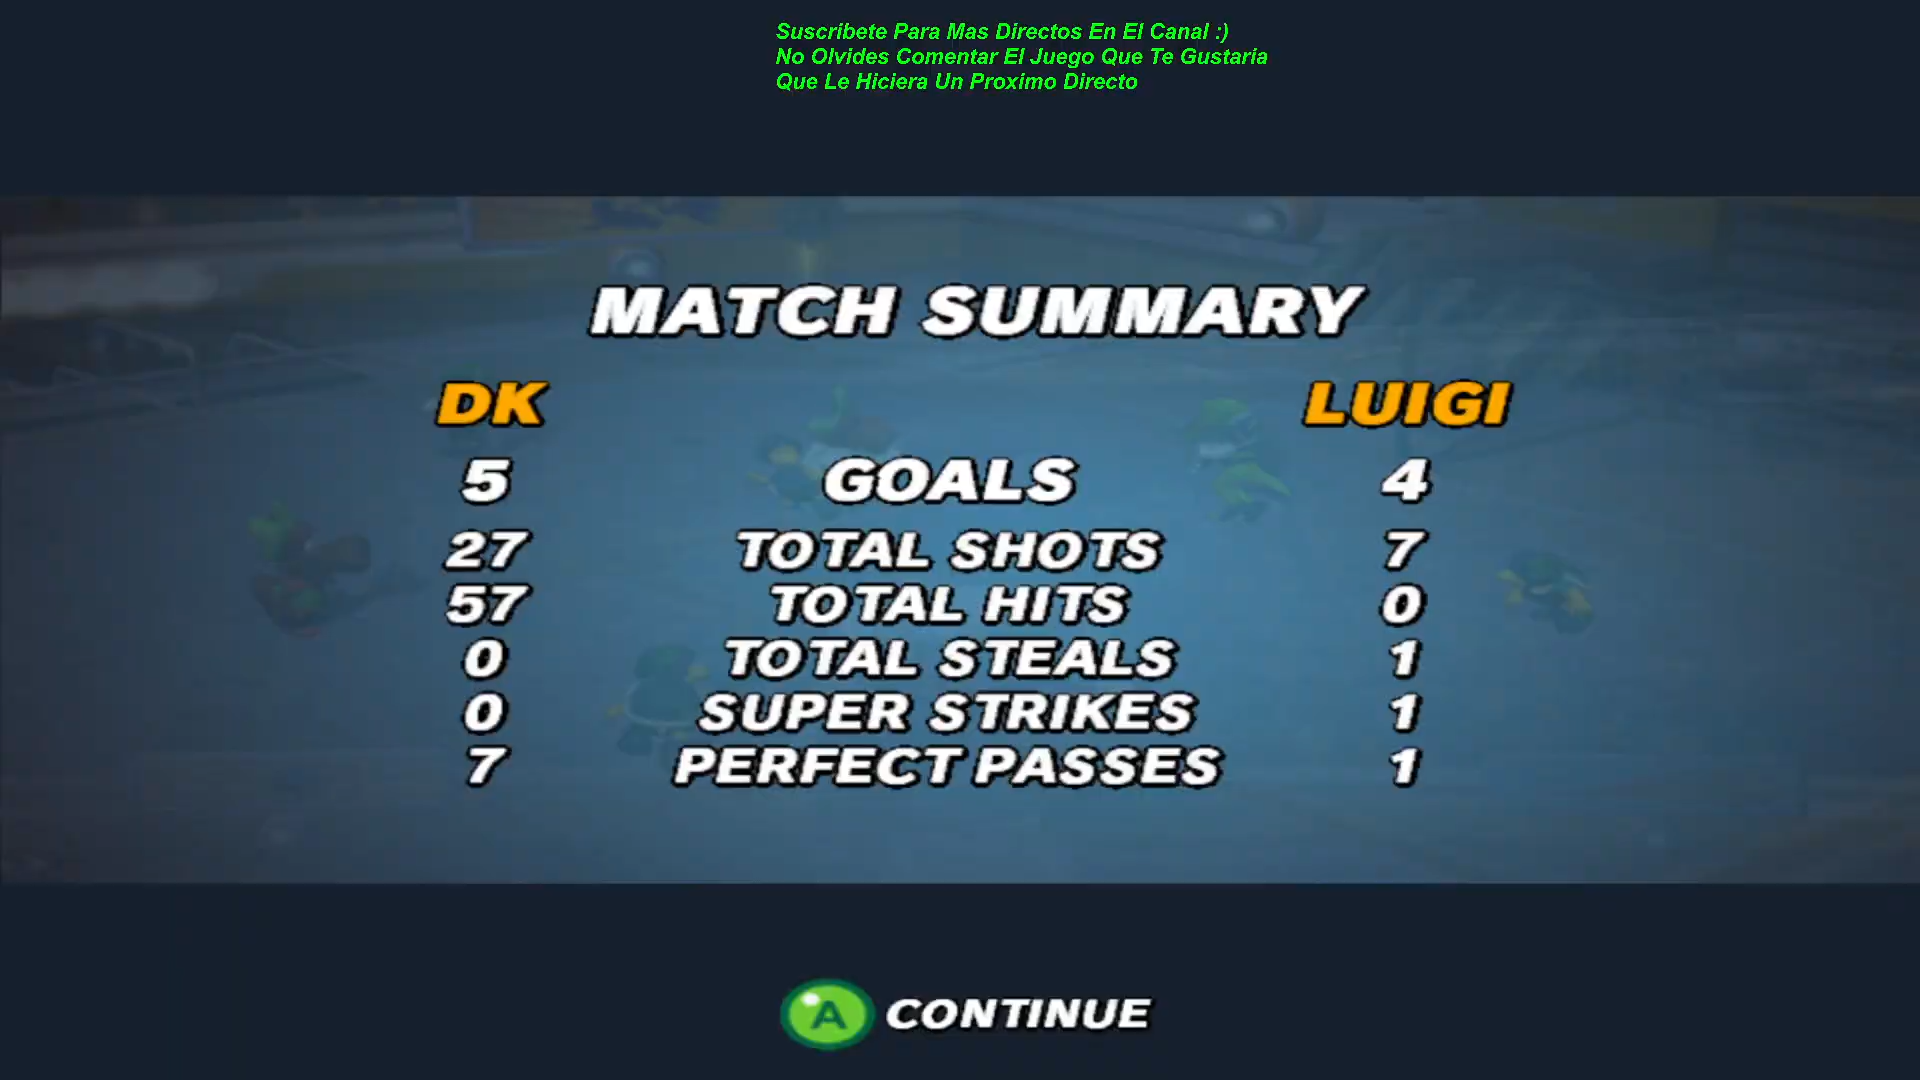 Suscribete Para Mas Directos En El Canal :)
No Olvides Comentar El Juego Que Te Gustaria
Que Le Hiciera Un Proximo Directo
MATCH SUMMARY
DK LUIGI
5 GOALS 4
27 TOTAL SHOTS 7
57 TOTAL HITS 0
0 TOTAL STEALS 1
0 SUPER STRIKES 1
7 PERFECT PASSES 1
A CONTINUE